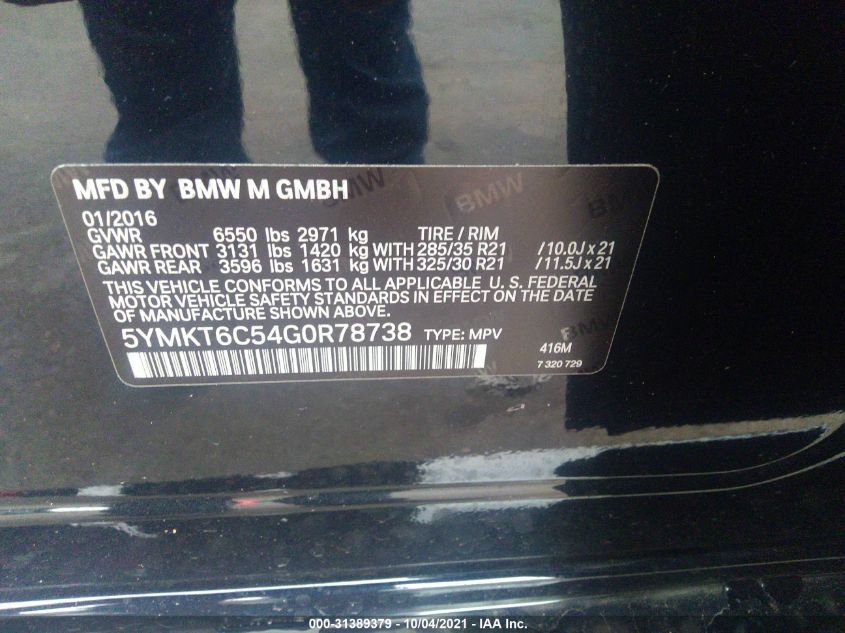 MFD BY BMW M GMBH
01/2016
GVWR 6550 lbs 2971 kg TIRE / RIM
GAWR FRONT 3131 lbs 1420 kg WITH 285/35 R21 /10.0J x 21
GAWR REAR 3596 lbs 1631 kg WITH 325/30 R21 /11.5J x 21
THIS VEHICLE CONFORMS TO ALL APPLICABLE U. S. FEDERAL
MOTOR VEHICLE SAFETY STANDARDS IN EFFECT ON THE DATE
OF MANUFACTURE SHOWN ABOVE.
5YMKT6C54G0R78738 TYPE: MPV
416M
7 320 729
BMW
BMW
000-31389379 - 10/04/2021 - IAA Inc.